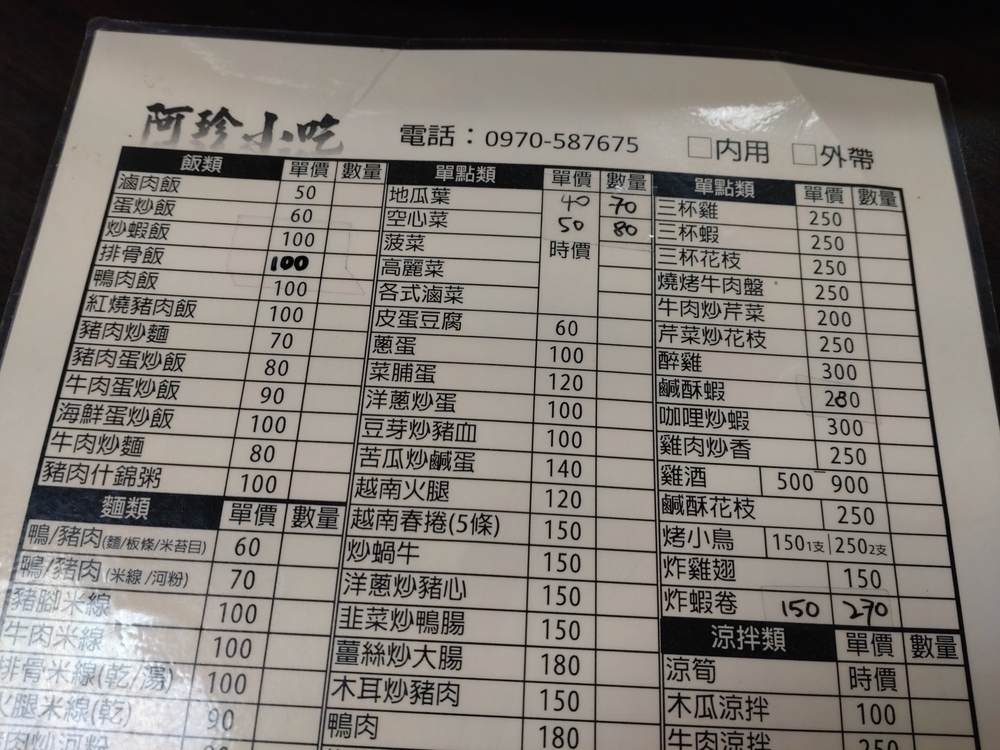 阿珍小吃
電話：0970-587675 □內用 □外帶
飯類 單價 數量
滷肉飯 50
蛋炒飯 60
炒蝦飯 100
排骨飯 100
鴨肉飯 100
紅燒豬肉飯 100
豬肉炒麵 70
豬肉蛋炒飯 80
牛肉蛋炒飯 90
海鮮蛋炒飯 100
牛肉炒麵 80
豬肉什錦粥 100
麵類 單價 數量
鴨/豬肉(麵/板條/米苔目) 60
鴨/豬肉(米線/河粉) 70
豬腳米線 100
牛肉米線 100
排骨米線(乾/湯) 100
火腿米線(乾) 90
肉炒河粉
單點類 單價 數量
地瓜葉 40 70
空心菜 50 80
菠菜 時價
高麗菜
各式滷菜
皮蛋豆腐 60
蔥蛋 100
菜脯蛋 120
洋蔥炒蛋 100
豆芽炒豬血 100
苦瓜炒鹹蛋 140
越南火腿 120
越南春捲(5條) 150
炒蝸牛 150
洋蔥炒豬心 150
韭菜炒鴨腸 150
薑絲炒大腸 180
木耳炒豬肉 150
鴨肉 180
單點類 單價 數量
三杯雞 250
三杯蝦 250
三杯花枝 250
燒烤牛肉盤 250
牛肉炒芹菜 200
芹菜炒花枝 250
醉雞 300
鹹酥蝦 280
咖哩炒蝦 300
雞肉炒香 250
雞酒 500 900
鹹酥花枝 250
烤小鳥 150 1支 250 2支
炸雞翅 150
炸蝦卷 150 270
涼拌類 單價 數量
涼筍 時價
木瓜涼拌 100
牛肉涼拌 250